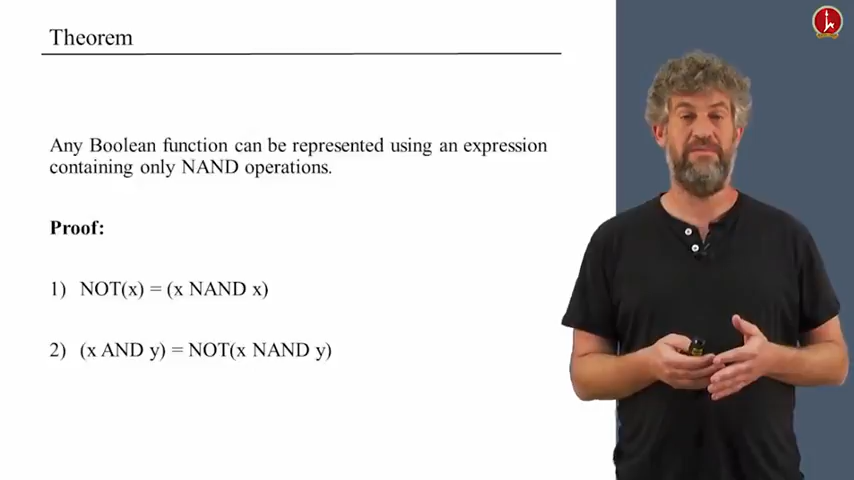 Theorem
Any Boolean function can be represented using an expression
containing only NAND operations.
Proof:
1) NOT(x) = (x NAND x)
2) (x AND y) = NOT(x NAND y)